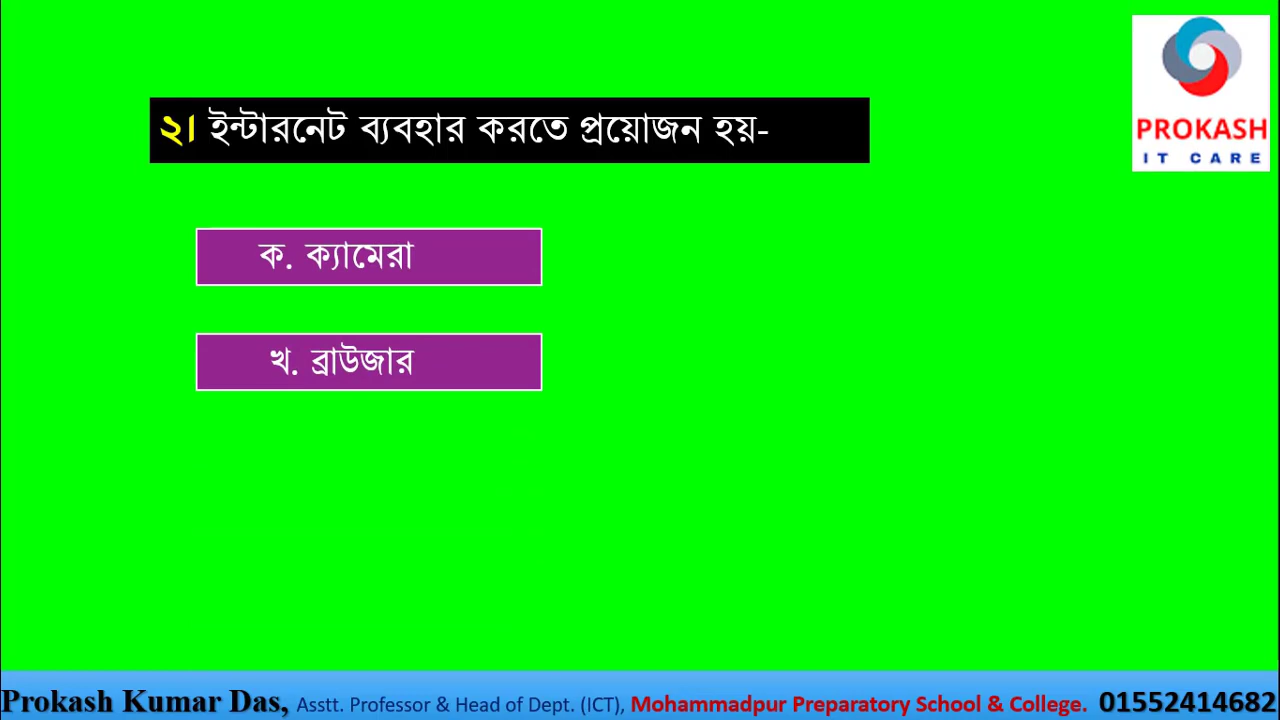 PROKASH
IT CARE
২। ইন্টারনেট ব্যবহার করতে প্রয়োজন হয়-
ক. ক্যামেরা
খ. ব্রাউজার
Prokash Kumar Das, Asstt. Professor & Head of Dept. (ICT), Mohammadpur Preparatory School & College. 01552414682